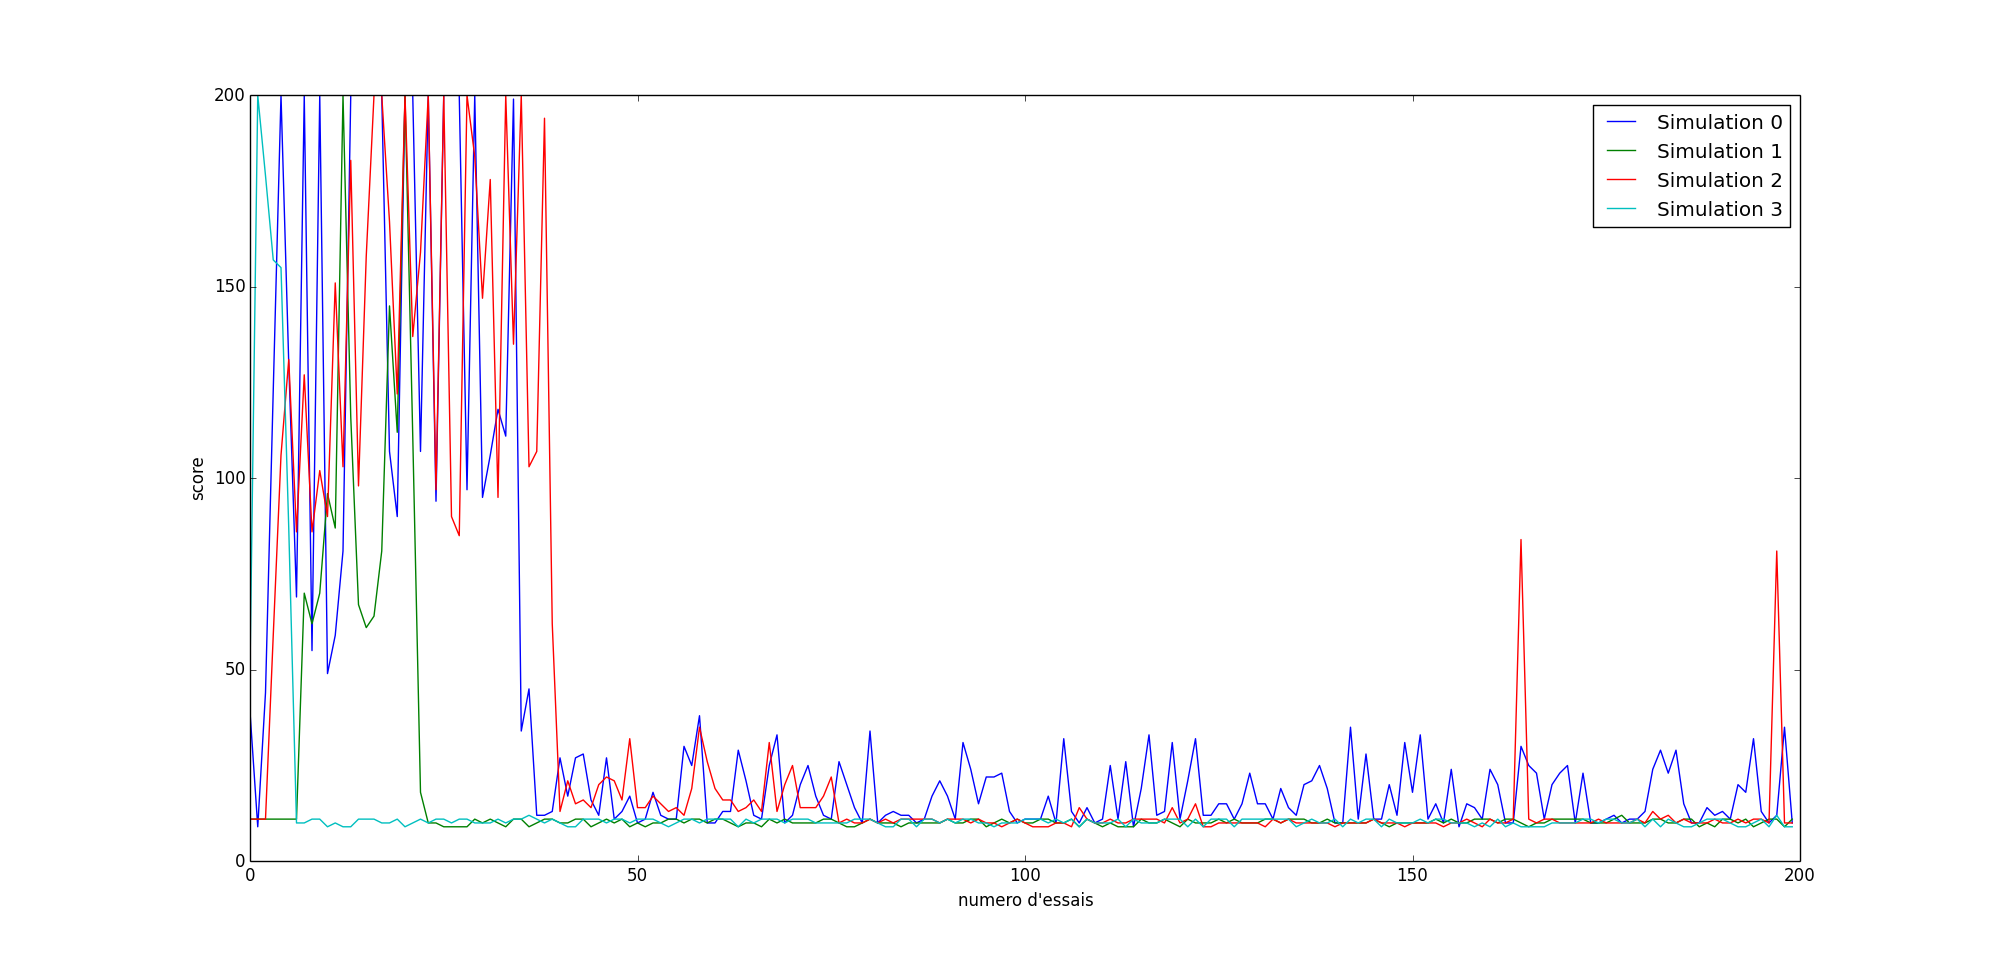 200
150
100
50
0
score
0 50 100 150 200
numero d'essais
Simulation 0
Simulation 1
Simulation 2
Simulation 3